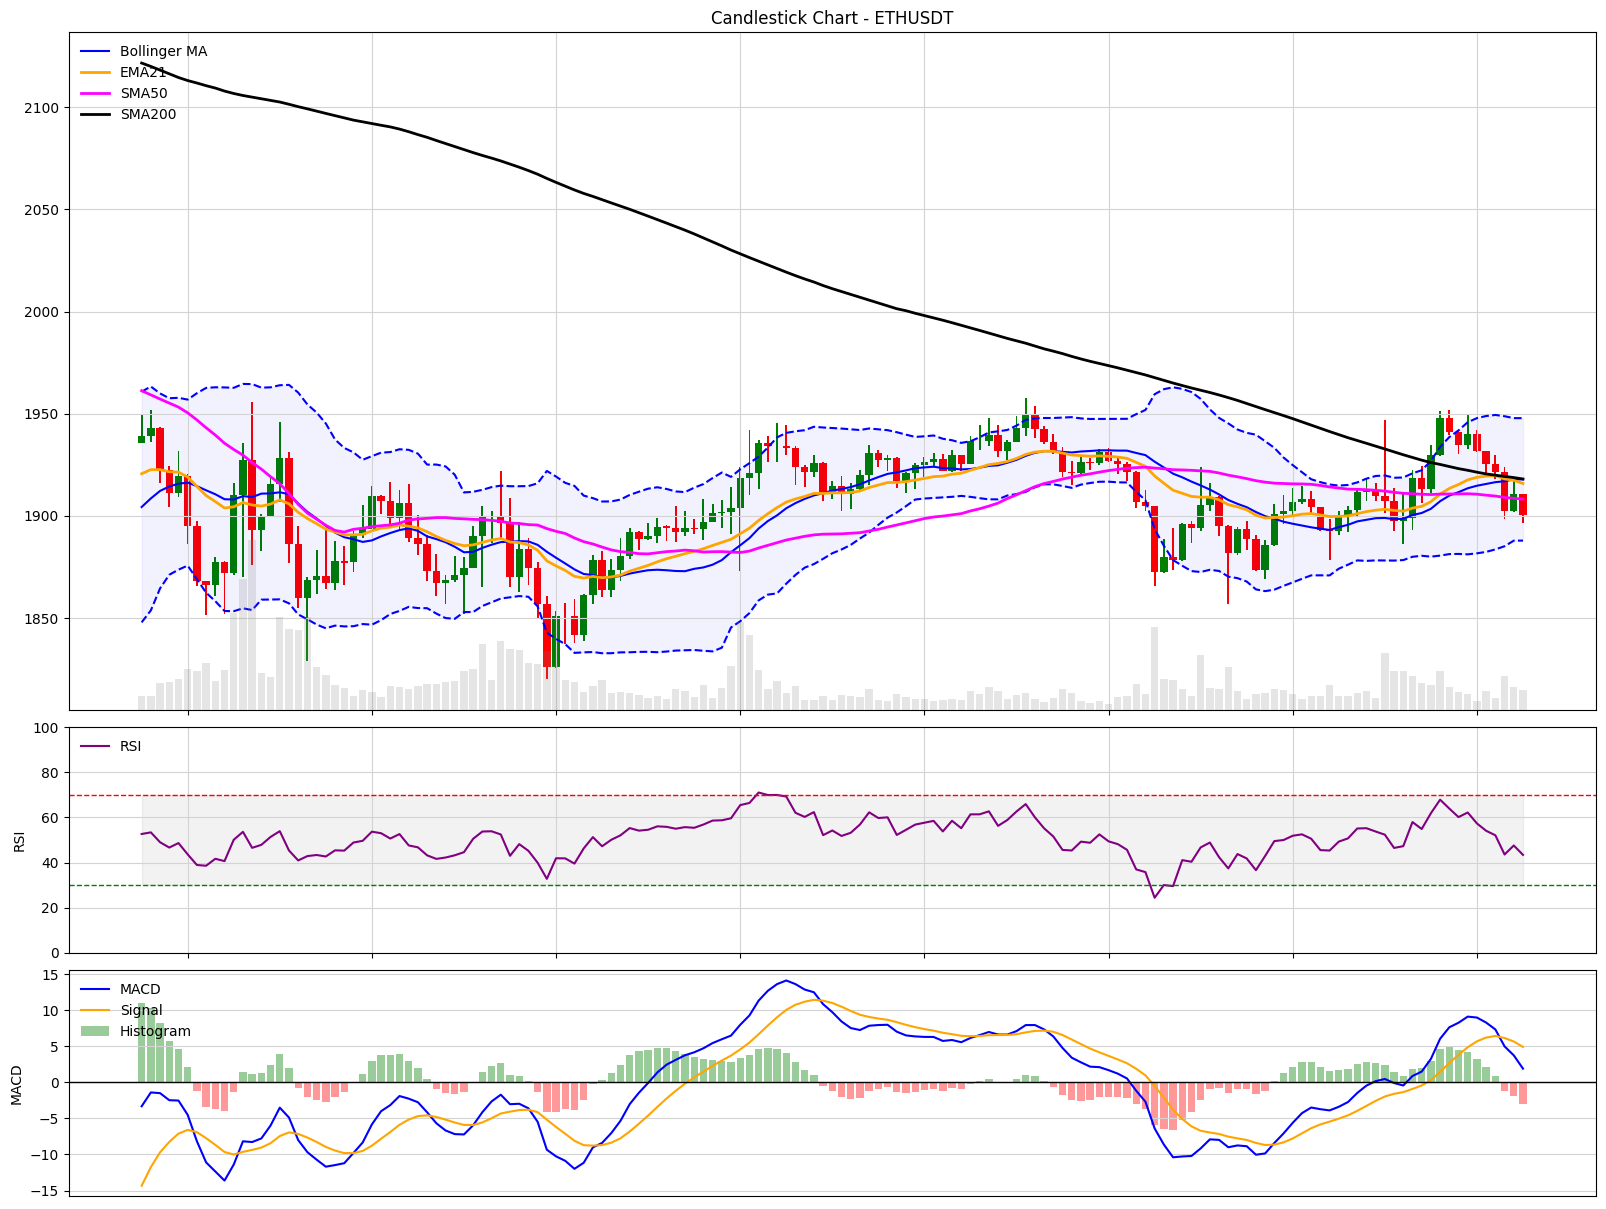 Candlestick Chart - ETHUSDT
Bollinger MA
EMA21
SMA50
SMA200
2100
2050
2000
1950
1900
1850
100
80
60
40
20
0
RSI
RSI
15
10
5
0
−5
−10
−15
MACD
MACD
Signal
Histogram